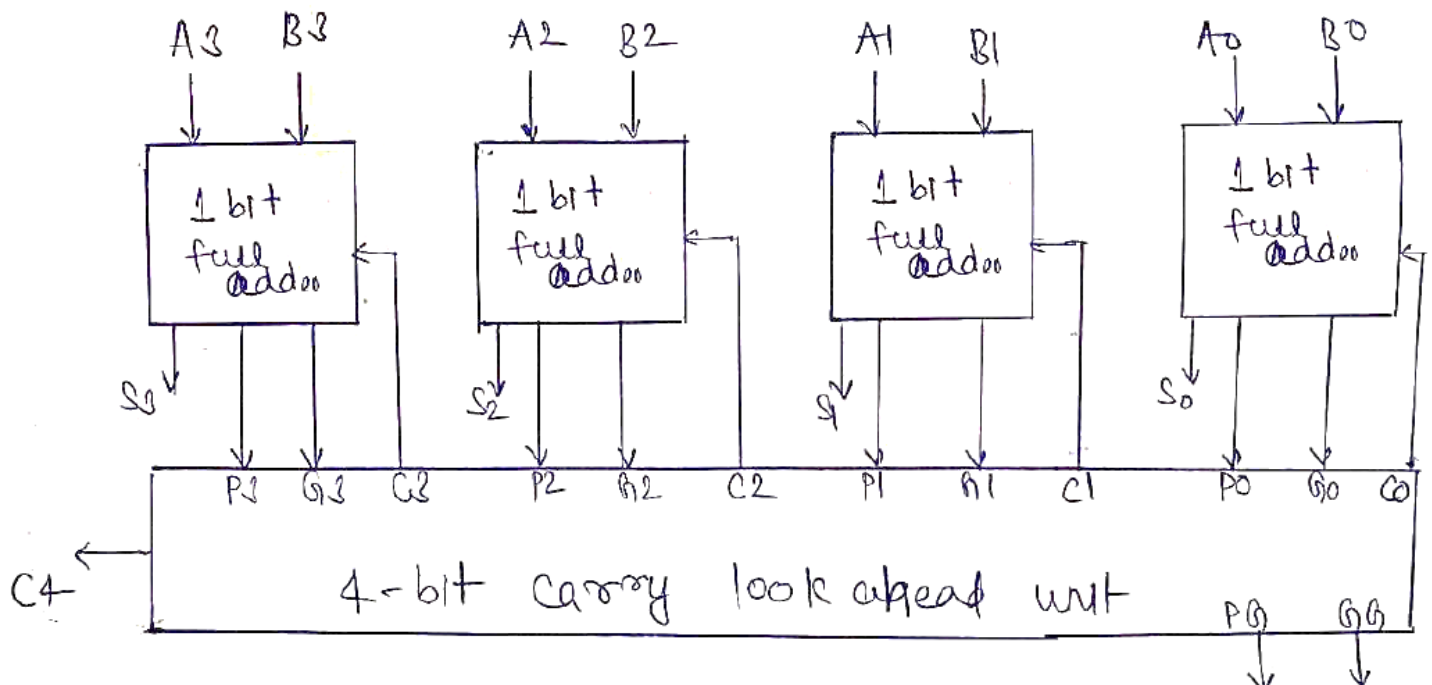 A3 B3 A2 B2 A1 B1 A0 B0
1 bit
full
adder
1 bit
full
adder
1 bit
full
adder
1 bit
full
adder
S3 S2 S1 S0
P3 G3 C3 P2 G2 C2 P1 G1 C1 P0 G0 C0
C4
4-bit carry look ahead unit
PG GG